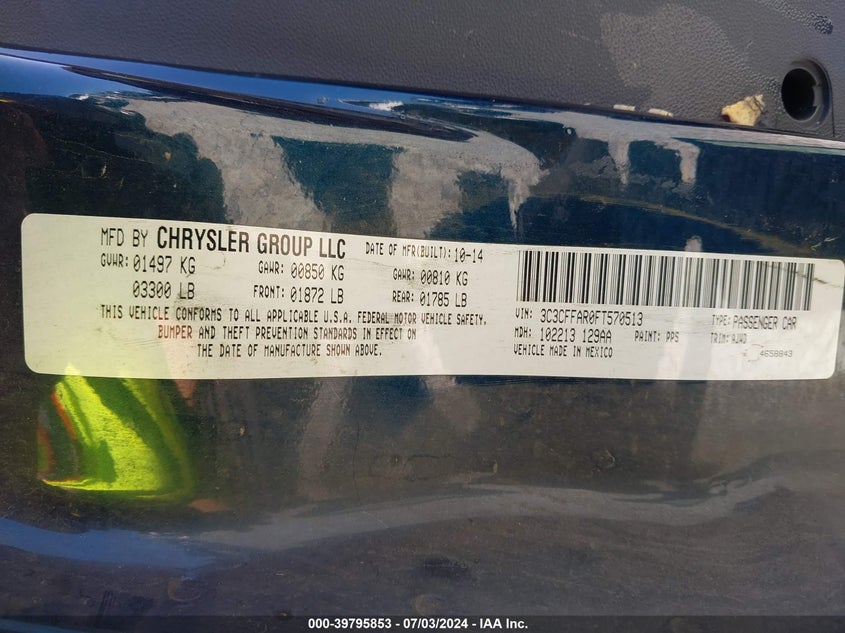 MFD BY CHRYSLER GROUP LLC DATE OF MFR(BUILT): 10-14
GVWR: 01497 KG GAWR: 00850 KG GAWR: 00810 KG
03300 LB FRONT: 01872 LB REAR: 01785 LB
THIS VEHICLE CONFORMS TO ALL APPLICABLE U.S.A. FEDERAL MOTOR VEHICLE SAFETY,
BUMPER AND THEFT PREVENTION STANDARDS IN EFFECT ON
THE DATE OF MANUFACTURE SHOWN ABOVE.
VIN: 3C3CFFAR0FT570513 TYPE: PASSENGER CAR
MDH: 102213 129AA PAINT: PPS TRIM: AJWD
VEHICLE MADE IN MEXICO 4658843
000-39795853 / 07/03/2024 - IAA Inc.